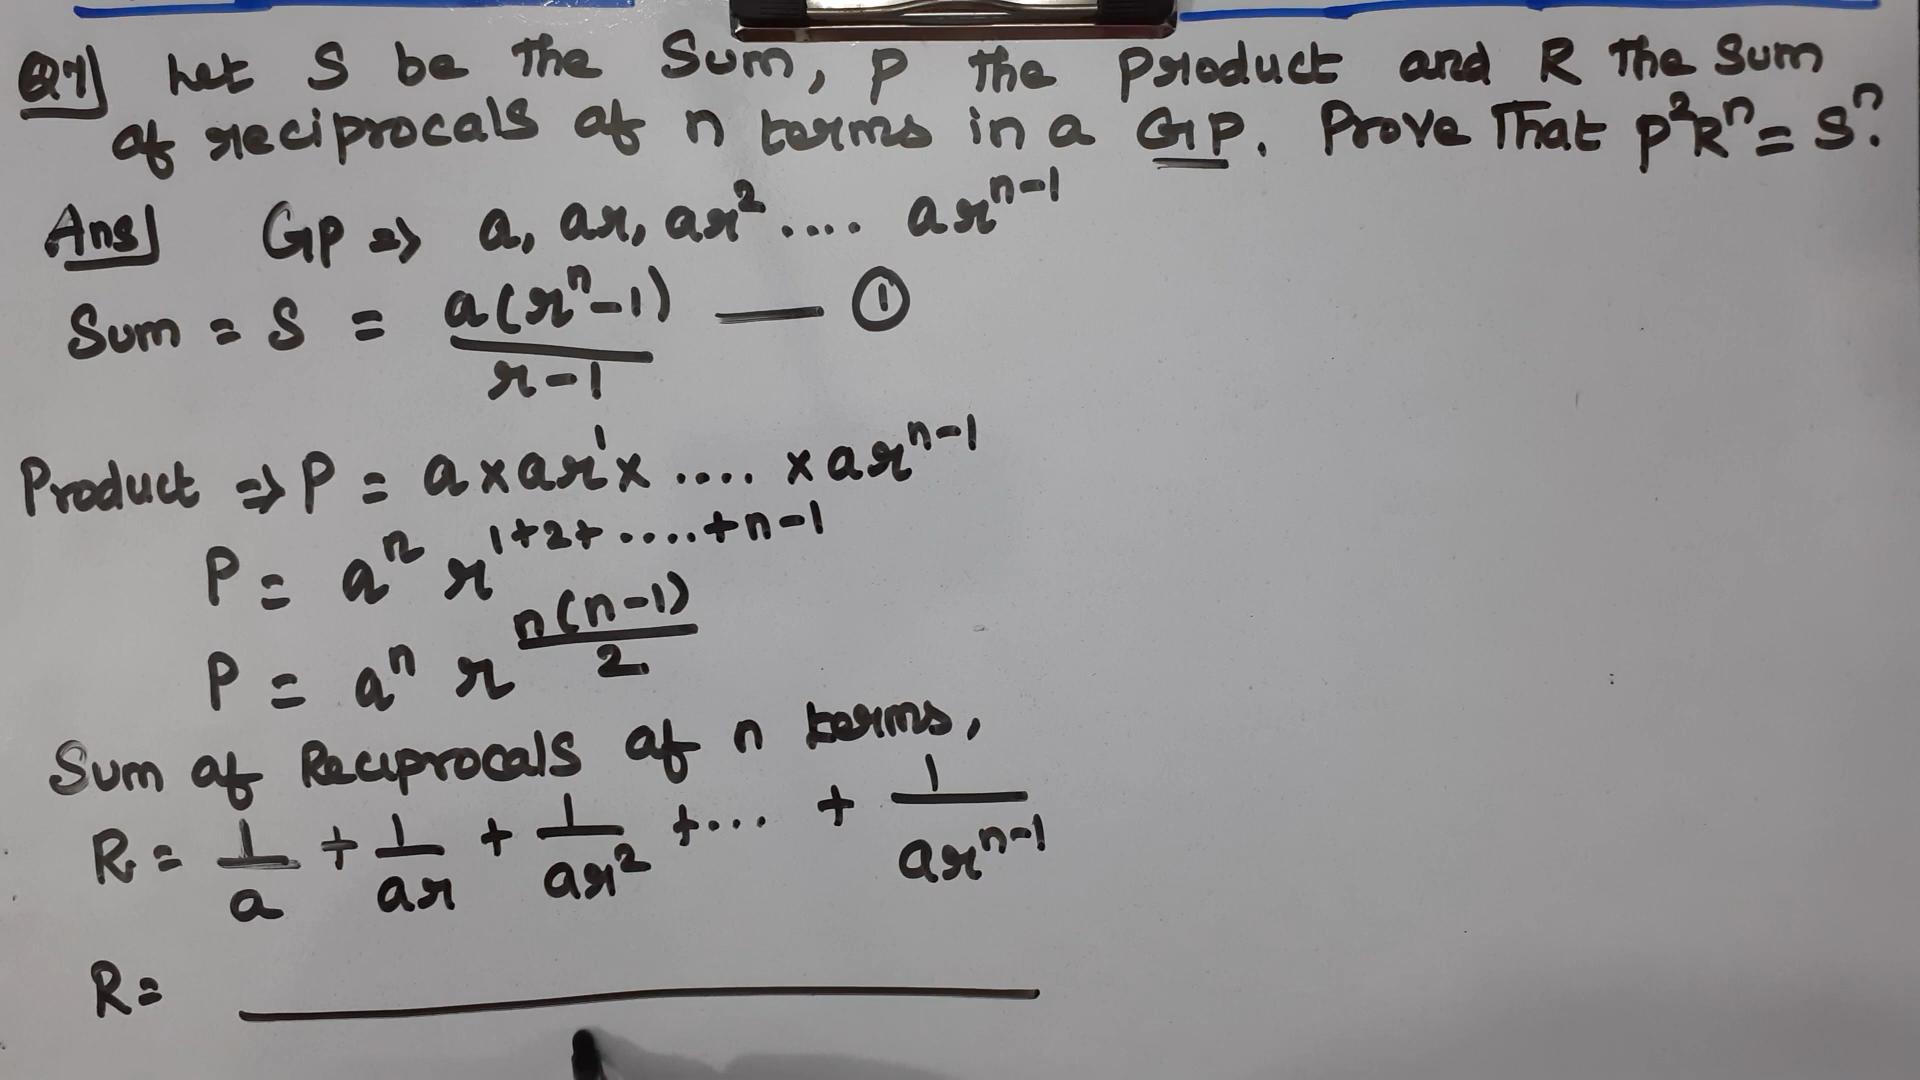 Q7] Let S be the Sum, P the Product and R the Sum
of reciprocals of n terms in a GP. Prove That P²Rⁿ = Sⁿ?
Ans] GP ⇒ a, ar, ar² .... arⁿ⁻¹
Sum = S = a(rⁿ-1)/r-1 — ①
Product ⇒ P = a x ar¹ x .... x arⁿ⁻¹
P = aⁿ r^1+2+....+n-1
P = aⁿ r^n(n-1)/2
Sum of Reciprocals of n terms,
R = 1/a + 1/ar + 1/ar² + ... + 1/arⁿ⁻¹
R =